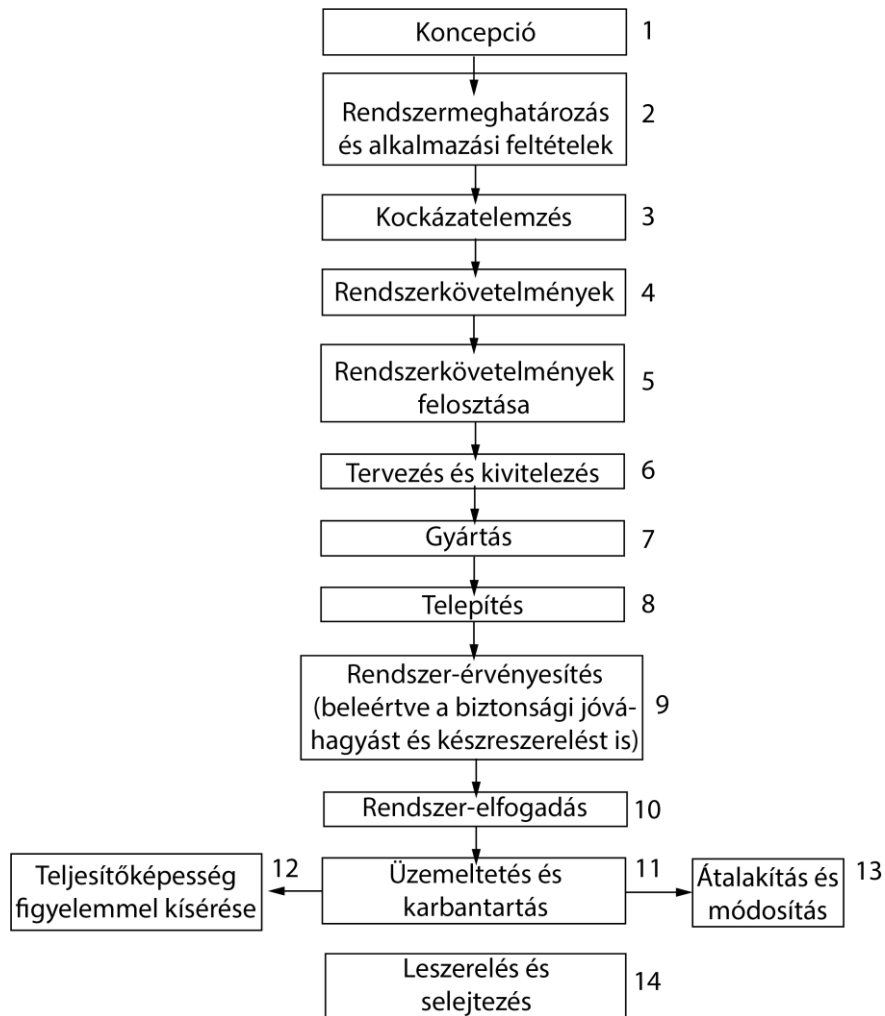 Koncepció 1
Rendszermeghatározás
és alkalmazási feltételek
2
Kockázatelemzés 3
Rendszerkövetelmények 4
Rendszerkövetelmények
felosztása
5
Tervezés és kivitelezés 6
Gyártás 7
Telepítés 8
Rendszer-érvényesítés
(beleértve a biztonsági jóvá-
hagyást és készreszerelést is)
9
Rendszer-elfogadás 10
Teljesítőképesség
figyelemmel kísérése
12
Üzemeltetés és
karbantartás
11
Átalakítás és
módosítás
13
Leszerelés és
selejtezés
14